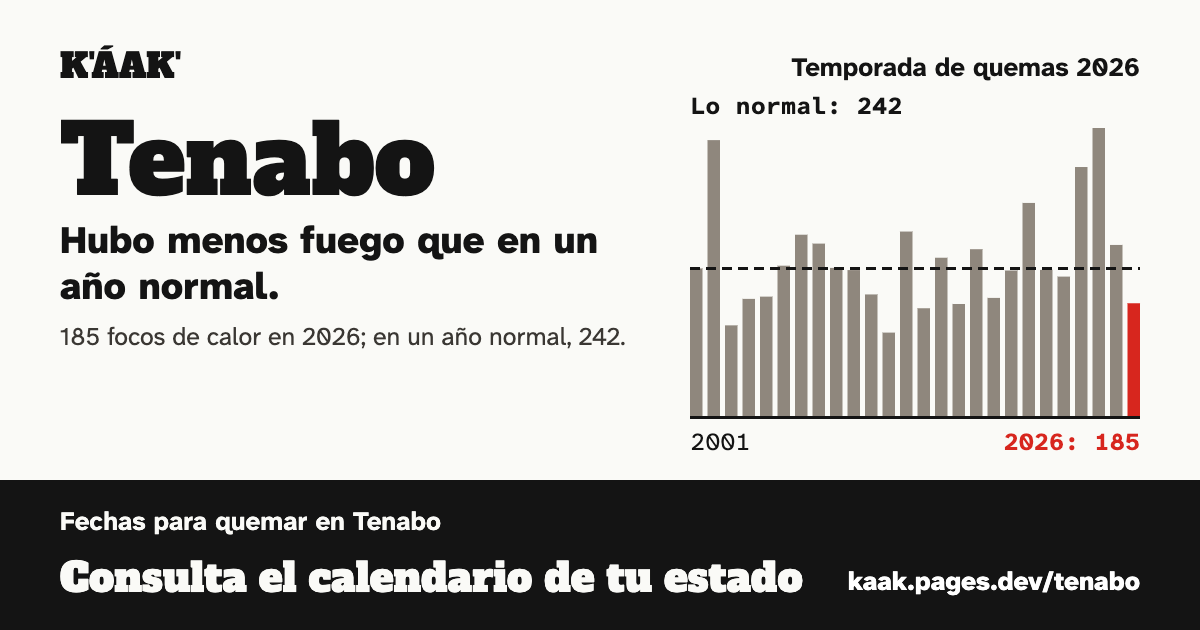 K'ÁAK'
Tenabo
Hubo menos fuego que en un
año normal.
185 focos de calor en 2026; en un año normal, 242.
Temporada de quemas 2026
Lo normal: 242
2001
2026: 185
Fechas para quemar en Tenabo
Consulta el calendario de tu estado
kaak.pages.dev/tenabo